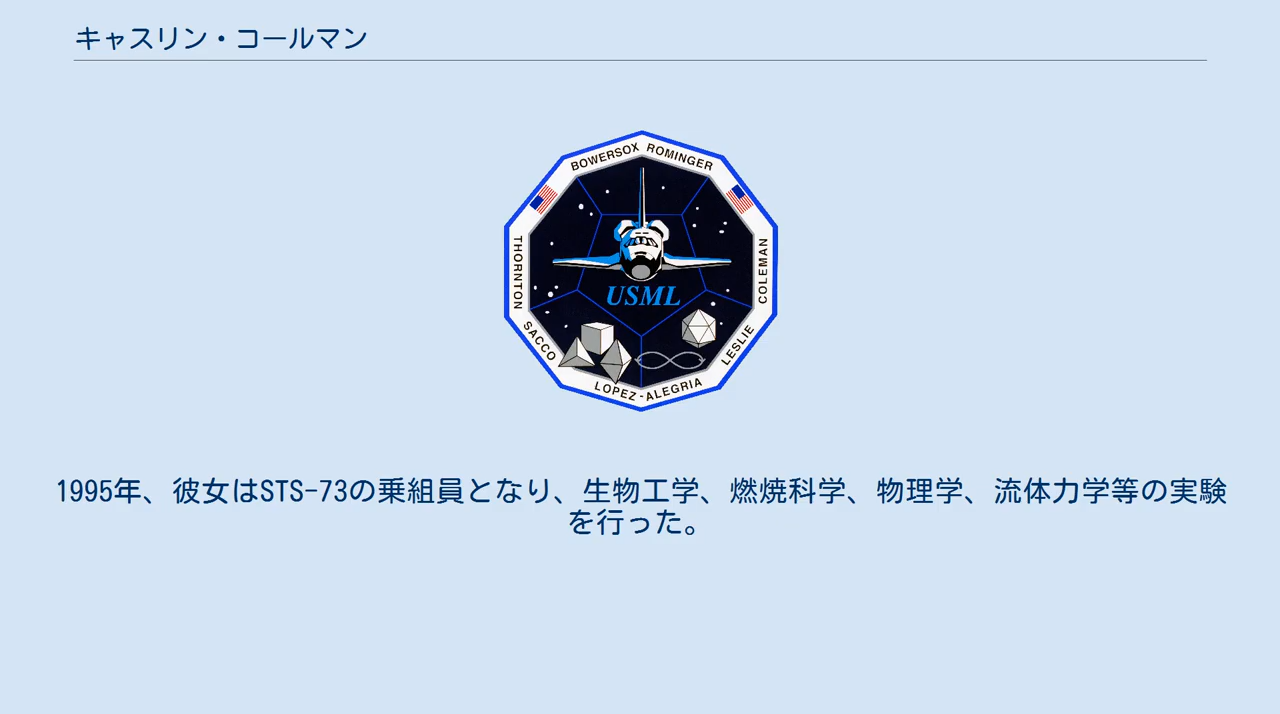 キャスリン・コールマン
BOWERSOX ROMINGER
THORNTON
COLEMAN
USML
SACCO
LESLIE
LOPEZ-ALEGRIA
1995年、彼女はSTS-73の乗組員となり、生物工学、燃焼科学、物理学、流体力学等の実験
を行った。